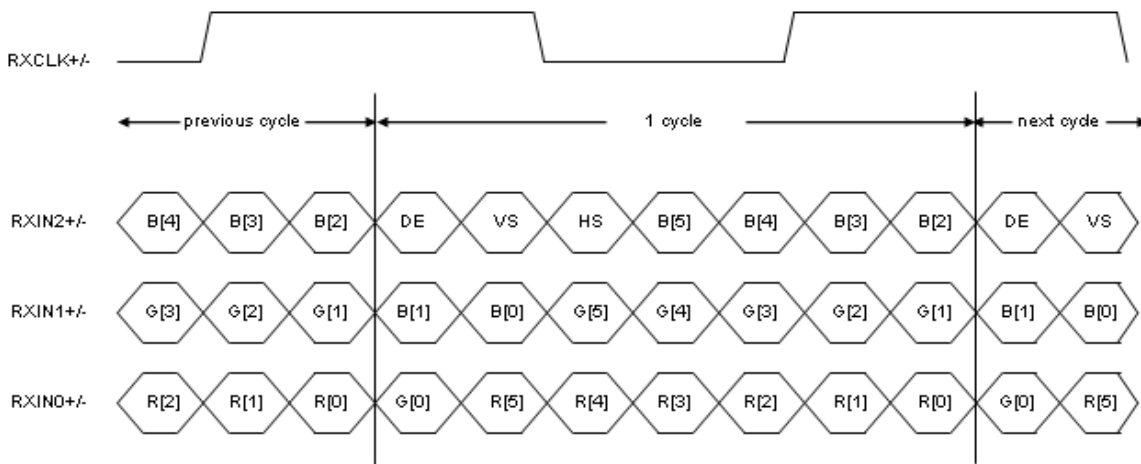 RXCLK+/-
previous cycle 1 cycle next cycle
RXIN2+/- B[4] B[3] B[2] DE VS HS B[5] B[4] B[3] B[2] DE VS
RXIN1+/- G[3] G[2] G[1] B[1] B[0] G[5] G[4] G[3] G[2] G[1] B[1] B[0]
RXIN0+/- R[2] R[1] R[0] G[0] R[5] R[4] R[3] R[2] R[1] R[0] G[0] R[5]